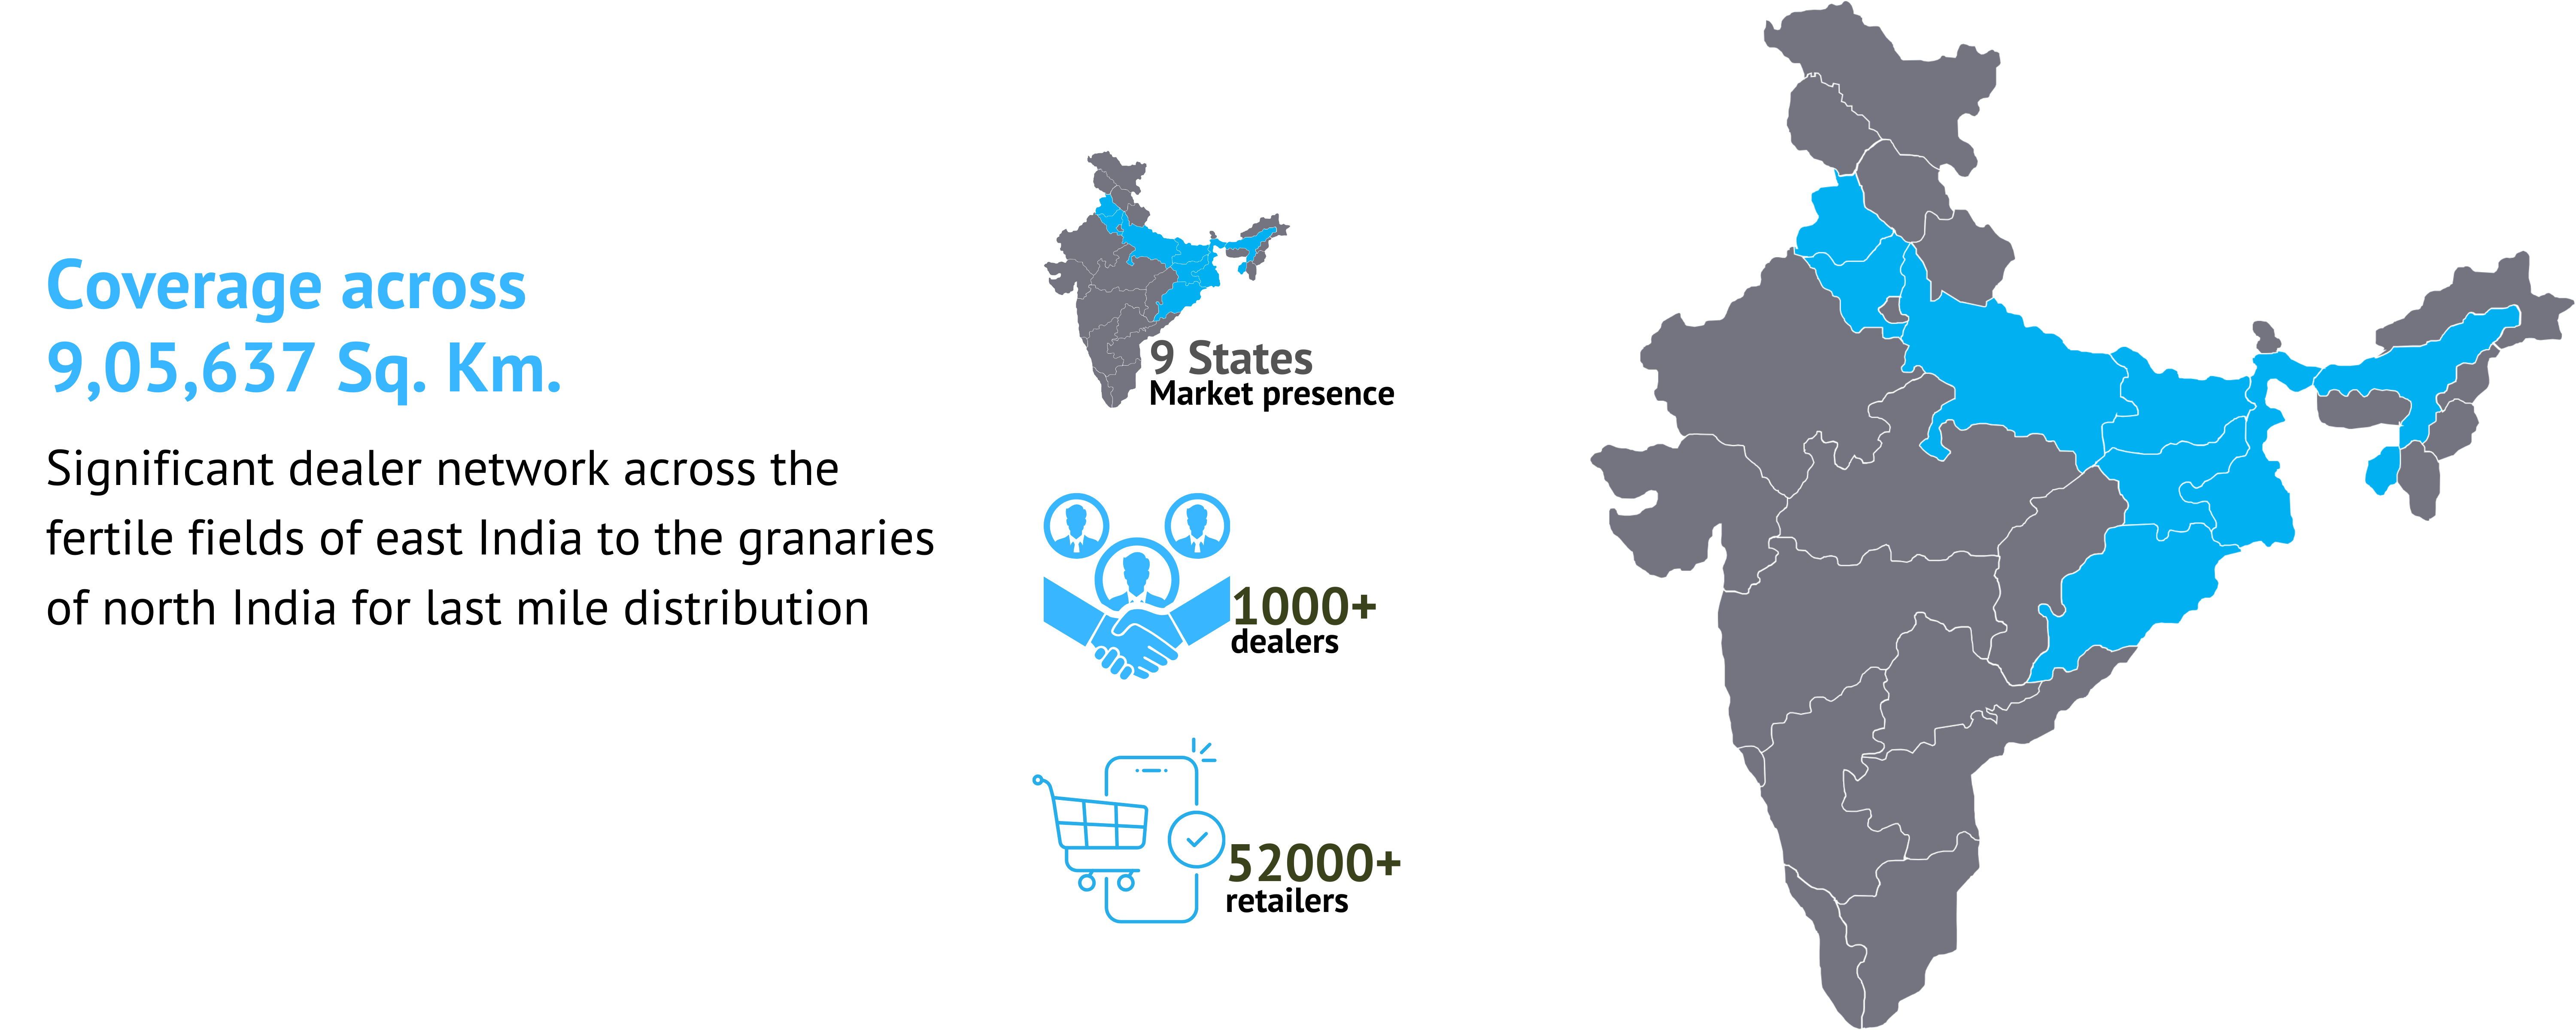 Coverage across
9,05,637 Sq. Km.
Significant dealer network across the
fertile fields of east India to the granaries
of north India for last mile distribution
9 States
Market presence
1000+
dealers
52000+
retailers